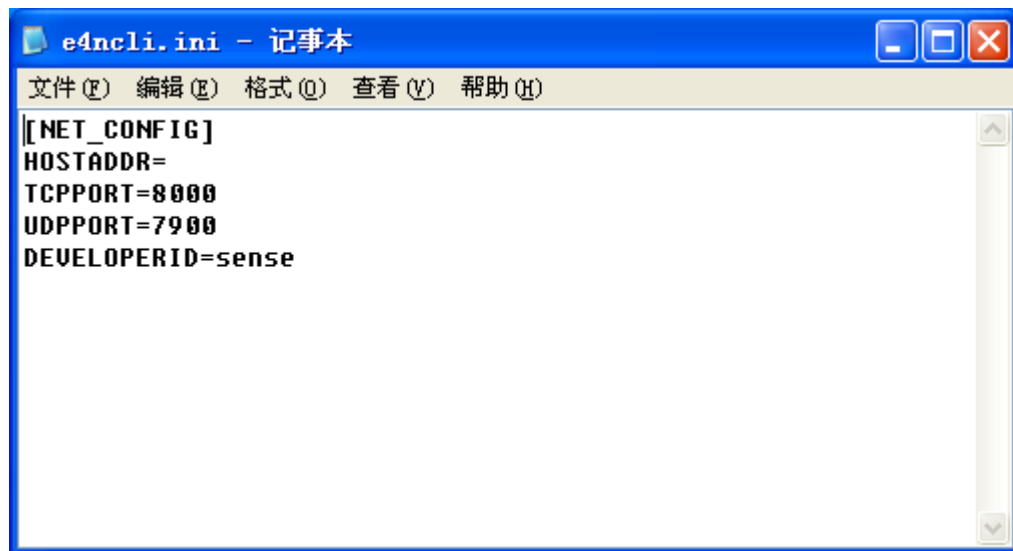 e4ncli.ini - 记事本
文件(F) 编辑(E) 格式(O) 查看(V) 帮助(H)
[NET_CONFIG]
HOSTADDR=
TCPPORT=8000
UDPPORT=7900
DEVELOPERID=sense